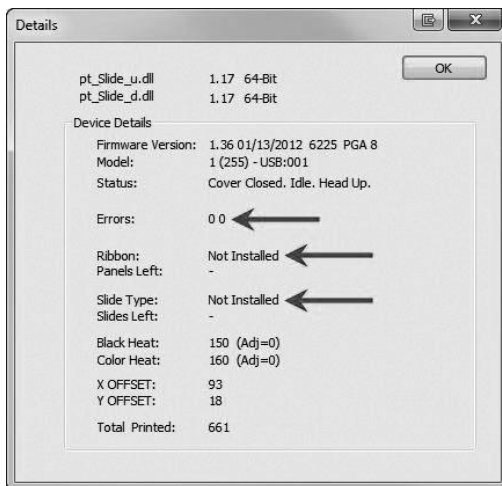 Details
OK
pt_Slide_u.dll 1.17 64-Bit
pt_Slide_d.dll 1.17 64-Bit
Device Details
Firmware Version: 1.36 01/13/2012 6225 PGA 8
Model: 1 (255) - USB:001
Status: Cover Closed. Idle. Head Up.
Errors: 0 0
Ribbon: Not Installed
Panels Left: -
Slide Type: Not Installed
Slides Left: -
Black Heat: 150 (Adj=0)
Color Heat: 160 (Adj=0)
X OFFSET: 93
Y OFFSET: 18
Total Printed: 661